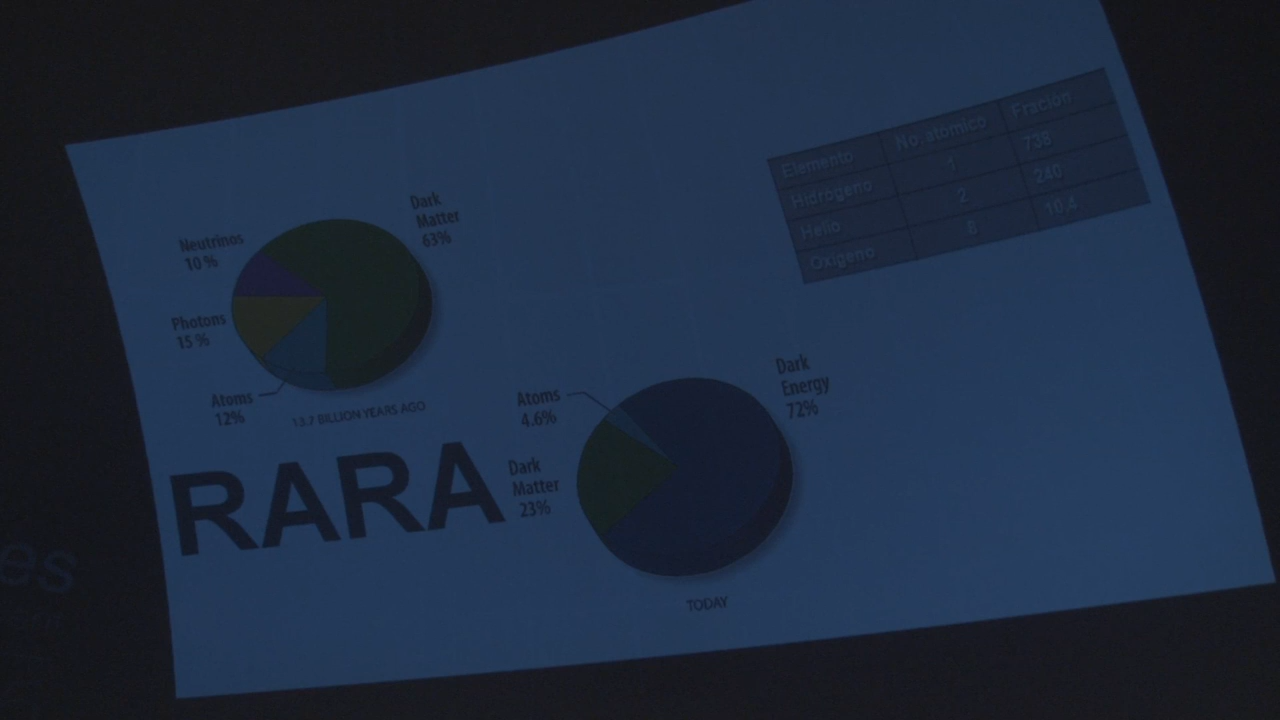 Elemento No. atomico Fracion
Hidrogeno 1 738
Helio 2 240
Oxigeno 8 10,4
Dark
Matter
63%
Neutrinos
10 %
Photons
15 %
Atoms
12%
13.7 BILLION YEARS AGO
RARA
Dark
Energy
72%
Atoms
4.6%
Dark
Matter
23%
TODAY
es